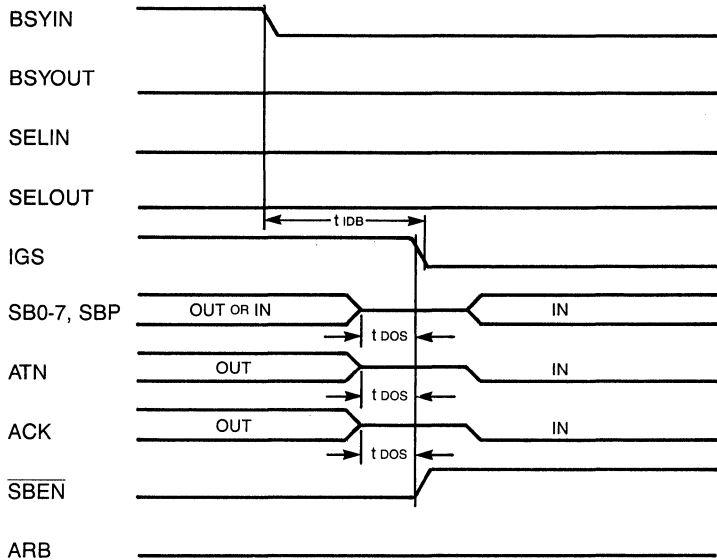 BSYIN
BSYOUT
SELIN
SELOUT
t IDB
IGS
SB0-7, SBP OUT OR IN IN
t DOS
ATN OUT IN
t DOS
ACK OUT IN
t DOS
SBEN
ARB